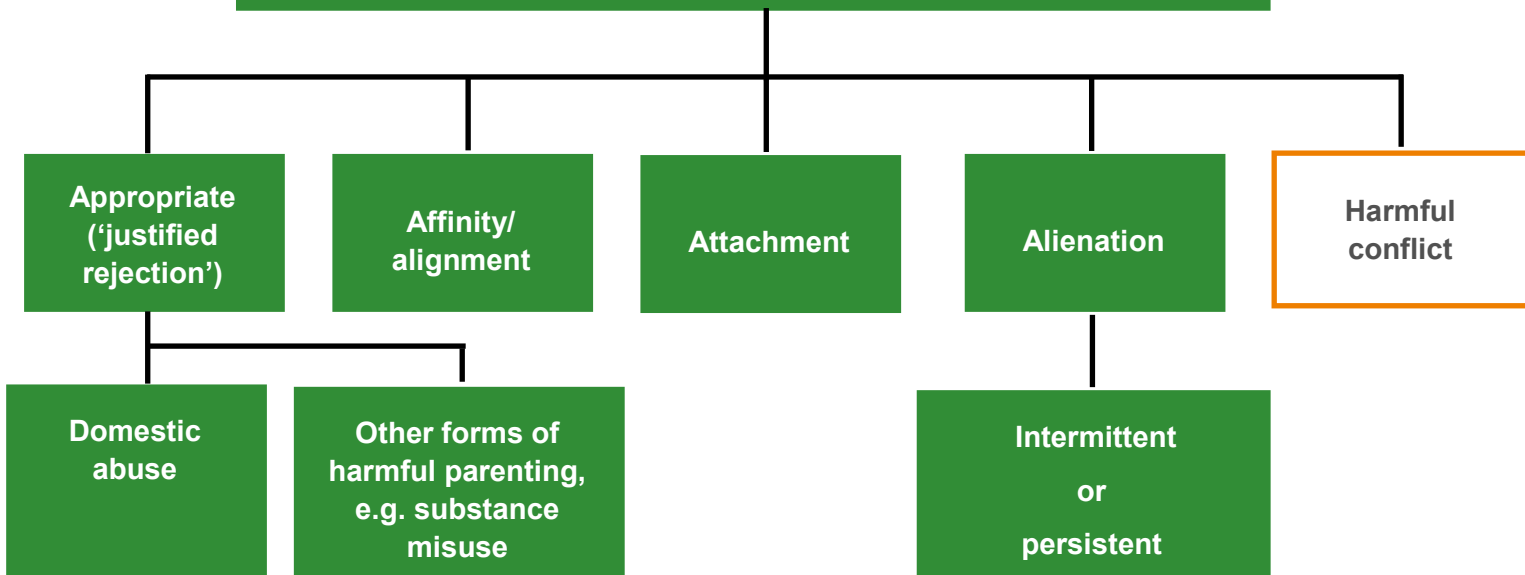 Appropriate
(‘justified
rejection’)
Affinity/
alignment
Attachment
Alienation
Harmful
conflict
Domestic
abuse
Other forms of
harmful parenting,
e.g. substance
misuse
Intermittent
or
persistent